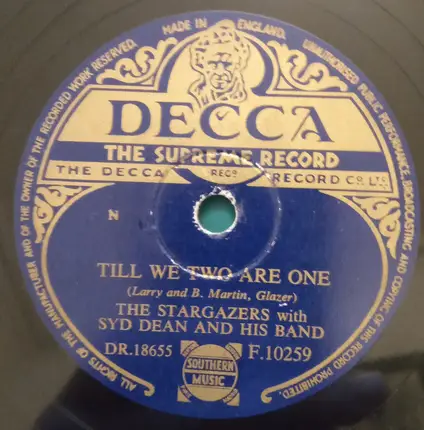 MADE IN ENGLAND.
ALL RIGHTS OF THE MANUFACTURER AND OF THE OWNER OF THE RECORDED WORK RESERVED.
UNAUTHORISED PUBLIC PERFORMANCE, BROADCASTING AND COPYING OF THIS RECORD PROHIBITED.
DECCA
THE SUPREME RECORD
THE DECCA RECORD CO. LTD.
REGD
N
TILL WE TWO ARE ONE
(Larry and B. Martin, Glazer)
THE STARGAZERS with
SYD DEAN AND HIS BAND
DR.18655 F.10259
SOUTHERN
MUSIC